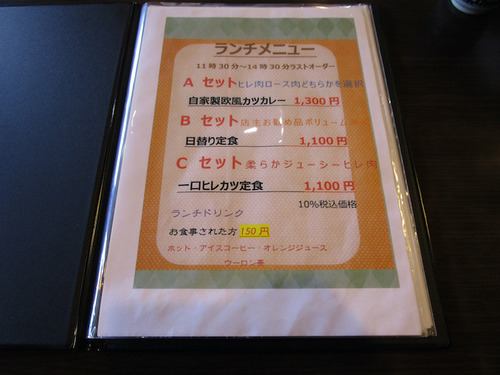 ランチメニュー
11時30分～14時30分ラストオーダー
A セットヒレ肉ロース肉どちらかを選択
自家製欧風カツカレー 1,300円
B セット店主お勧め品ボリューム
日替り定食 1,100円
C セット柔らかジューシーヒレ肉
一口ヒレカツ定食 1,100円
10%税込価格
ランチドリンク
お食事された方 150円
ホット・アイスコーヒー・オレンジジュース
ウーロン茶